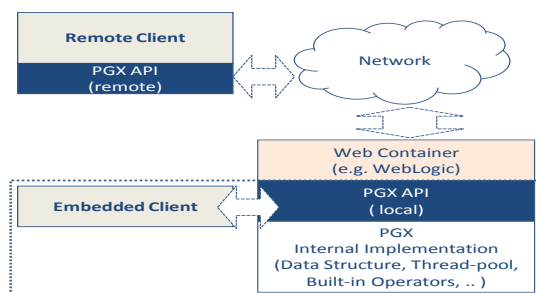 Remote Client
PGX API
(remote)
Network
Web Container
(e.g. WebLogic)
PGX API
( local)
Embedded Client
PGX
Internal Implementation
(Data Structure, Thread-pool,
Built-in Operators, .. )